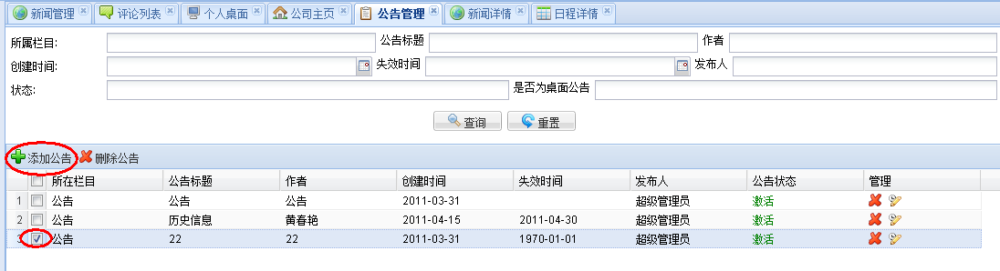 新闻管理 评论列表 个人桌面 公司主页 公告管理 新闻详情 日程详情
所属栏目: 公告标题 作者
创建时间: 失效时间 发布人
状态: 是否为桌面公告
查询 重置
添加公告 删除公告
所在栏目 公告标题 作者 创建时间 失效时间 发布人 公告状态 管理
1 公告 公告 公告 2011-03-31 超级管理员 激活
2 公告 历史信息 黄春艳 2011-04-15 2011-04-30 超级管理员 激活
3 公告 22 22 2011-03-31 1970-01-01 超级管理员 激活